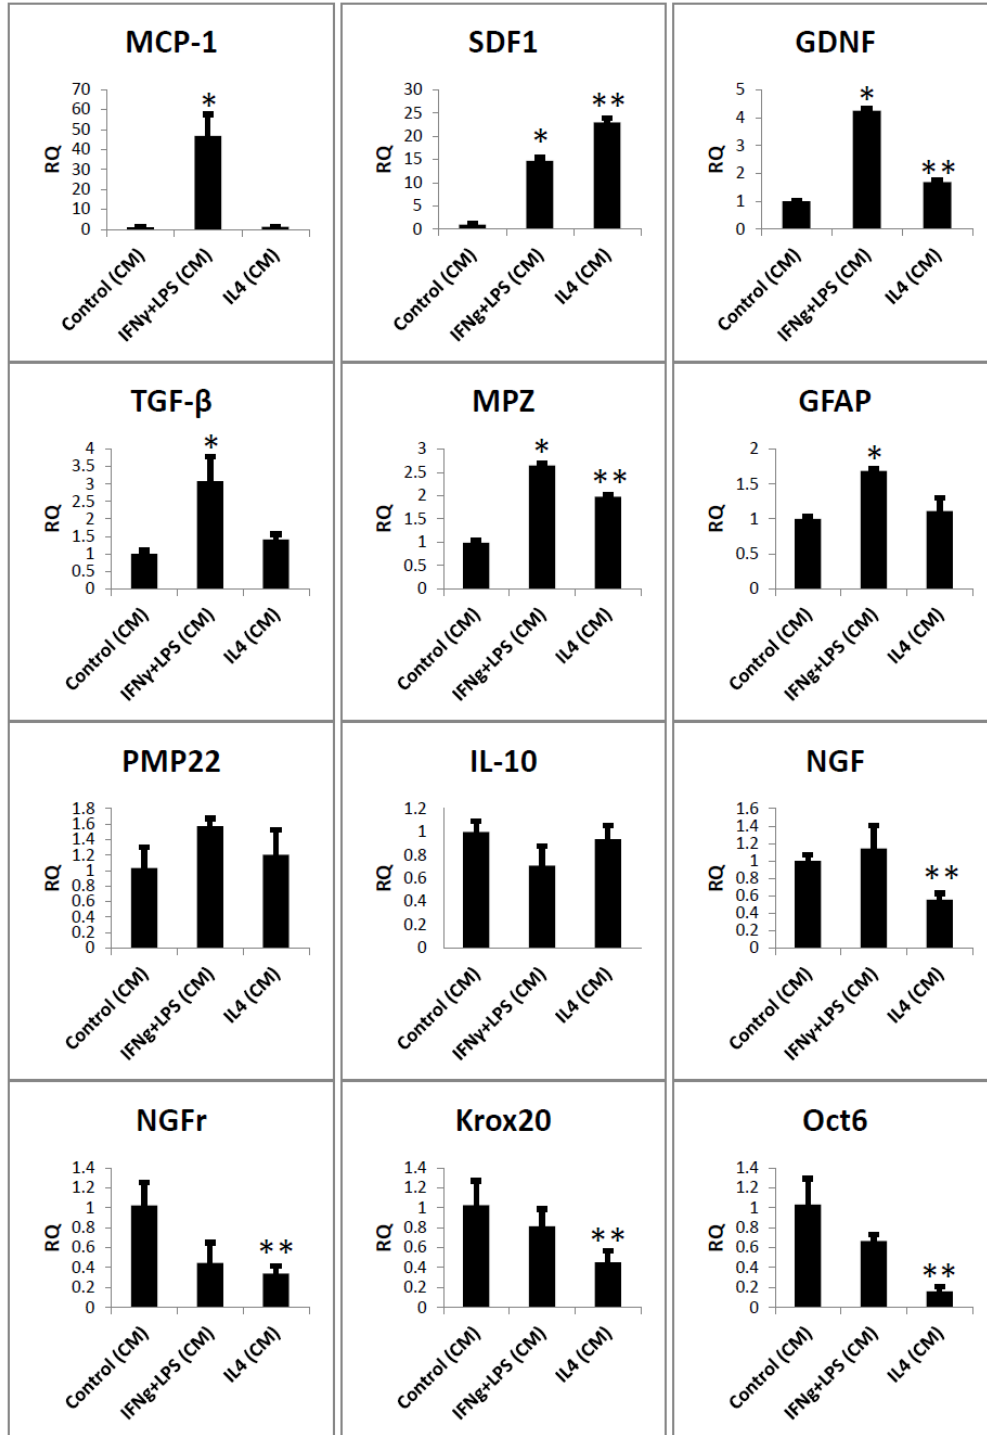 MCP-1
70
60
50
40
30
20
10
0
RQ
*
Control (CM)
IFNγ+LPS (CM)
IL4 (CM)
SDF1
30
25
20
15
10
5
0
RQ
*
**
Control (CM)
IFNg+LPS (CM)
IL4 (CM)
GDNF
5
4
3
2
1
0
RQ
*
**
Control (CM)
IFNg+LPS (CM)
IL4 (CM)
TGF-β
4
3.5
3
2.5
2
1.5
1
0.5
0
RQ
*
Control (CM)
IFNγ+LPS (CM)
IL4 (CM)
MPZ
3
2.5
2
1.5
1
0.5
0
RQ
*
**
Control (CM)
IFNg+LPS (CM)
IL4 (CM)
GFAP
2
1.5
1
0.5
0
RQ
*
Control (CM)
IFNg+LPS (CM)
IL4 (CM)
PMP22
1.8
1.6
1.4
1.2
1
0.8
0.6
0.4
0.2
0
RQ
Control (CM)
IFNg+LPS (CM)
IL4 (CM)
IL-10
1.2
1
0.8
0.6
0.4
0.2
0
RQ
Control (CM)
IFNγ+LPS (CM)
IL4 (CM)
NGF
1.6
1.4
1.2
1
0.8
0.6
0.4
0.2
0
RQ
**
Control (CM)
IFNγ+LPS (CM)
IL4 (CM)
NGFr
1.4
1.2
1
0.8
0.6
0.4
0.2
0
RQ
**
Control (CM)
IFNg+LPS (CM)
IL4 (CM)
Krox20
1.4
1.2
1
0.8
0.6
0.4
0.2
0
RQ
**
Control (CM)
IFNg+LPS (CM)
IL4 (CM)
Oct6
1.4
1.2
1
0.8
0.6
0.4
0.2
0
RQ
**
Control (CM)
IFNg+LPS (CM)
IL4 (CM)